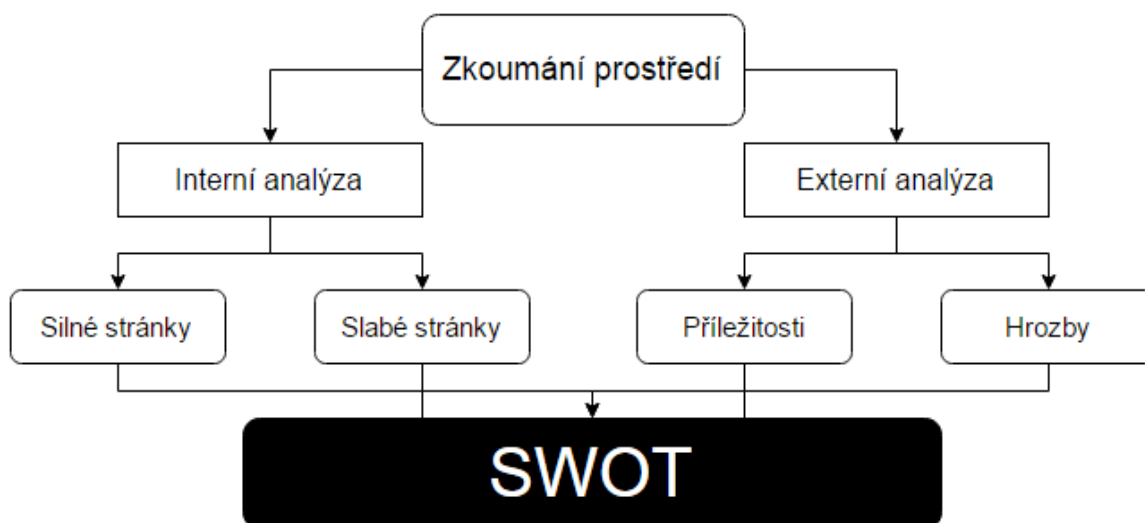 Zkoumání prostředí
Interní analýza
Externí analýza
Silné stránky
Slabé stránky
Příležitosti
Hrozby
SWOT